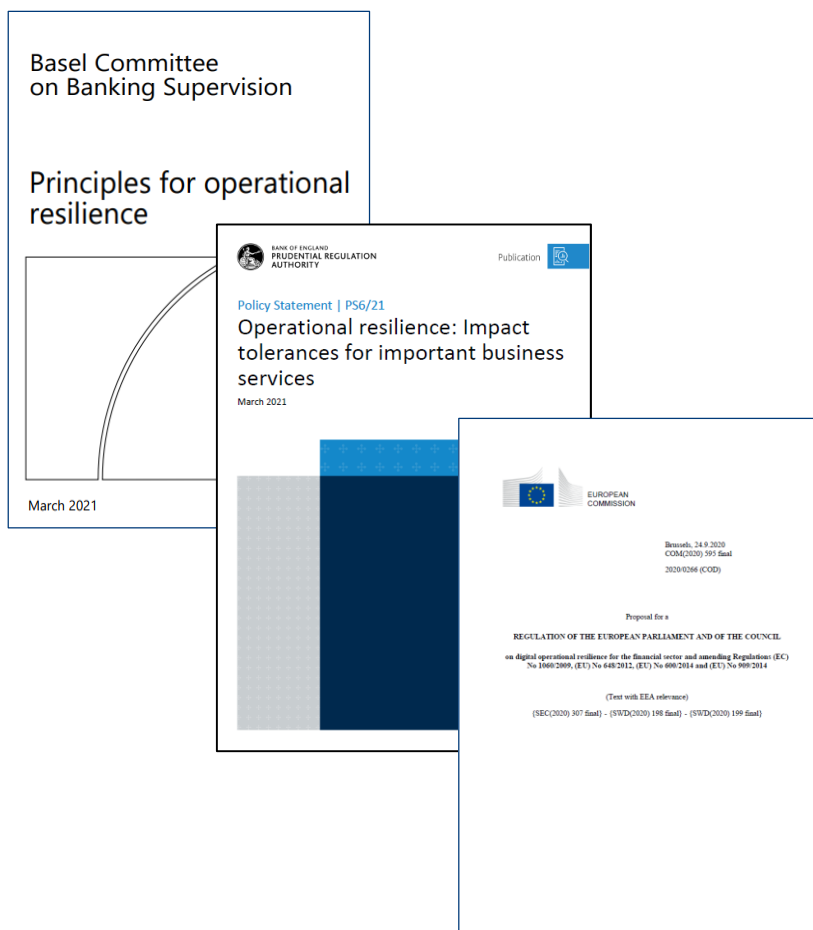 Basel Committee
on Banking Supervision
Principles for operational
resilience
March 2021
BANK OF ENGLAND
PRUDENTIAL REGULATION
AUTHORITY
Publication
Policy Statement | PS6/21
Operational resilience: Impact
tolerances for important business
services
March 2021
EUROPEAN
COMMISSION
Brussels, 24.9.2020
COM(2020) 595 final
2020/0266 (COD)
Proposal for a
REGULATION OF THE EUROPEAN PARLIAMENT AND OF THE COUNCIL
on digital operational resilience for the financial sector and amending Regulations (EC)
No 1060/2009, (EU) No 648/2012, (EU) No 600/2014 and (EU) No 909/2014
(Text with EEA relevance)
{SEC(2020) 307 final} - {SWD(2020) 198 final} - {SWD(2020) 199 final}